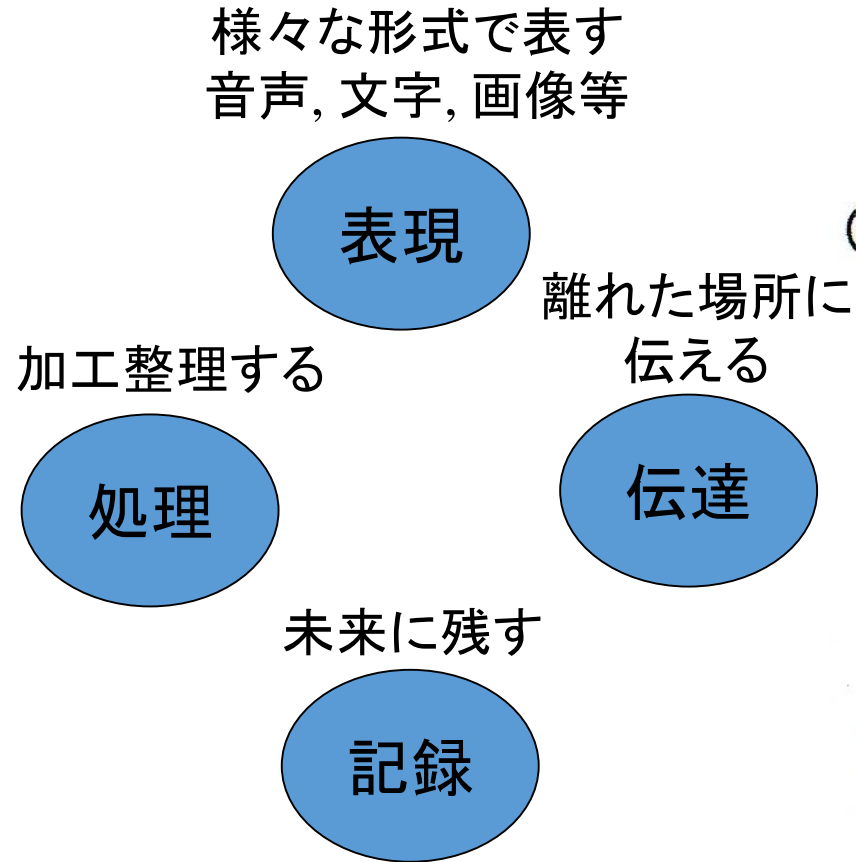 様々な形式で表す
音声, 文字, 画像等
表現
離れた場所に
伝える
伝達
加工整理する
処理
未来に残す
記録